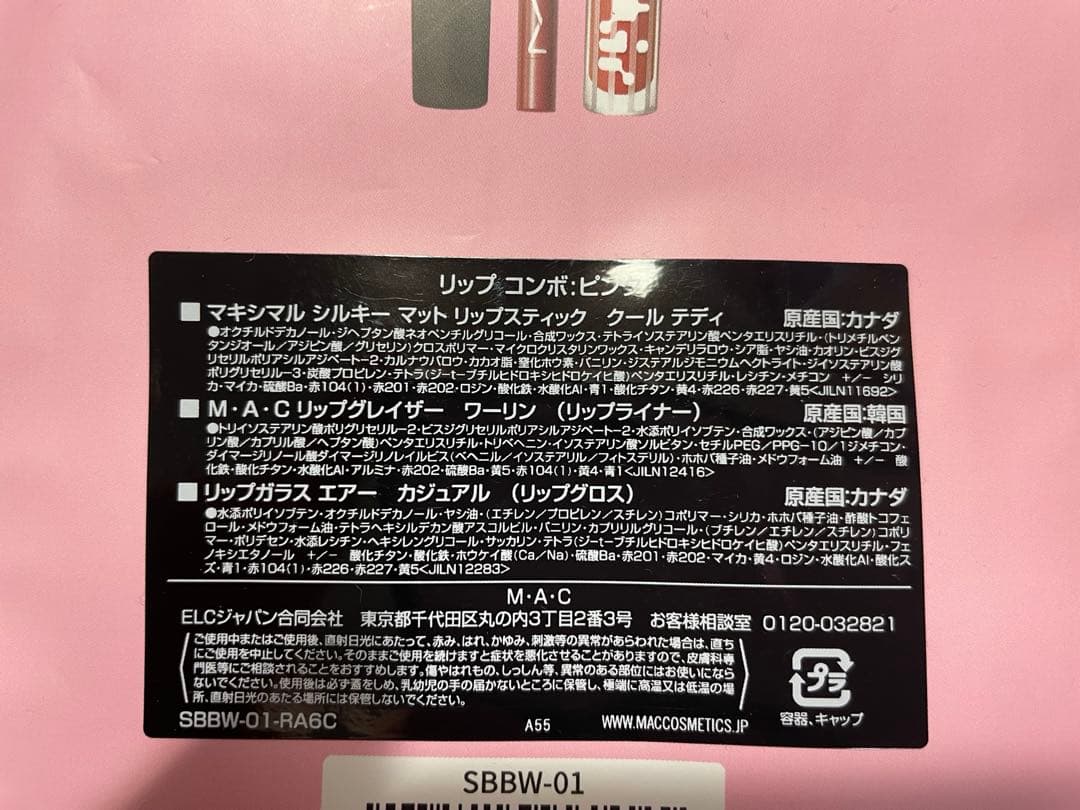 リップ コンボ:ピンク
■ マキシマル シルキー マット リップスティック クール テディ 原産国:カナダ
●オクチルドデカノール・ジヘプタン酸ネオペンチルグリコール・合成ワックス・テトライソステアリン酸ペンタエリスリチル・(トリメチルペン
タンジオール/アジピン酸/グリセリン)クロスポリマー・マイクロクリスタリンワックス・キャンデリラロウ・シア脂・ヤシ油・カオリン・ビスジグ
リセリルポリアシルアジペート-2・カルナウバロウ・カカオ脂・窒化ホウ素・バニリン・ジステアルジモニウムヘクトライト・ジイソステアリン酸
ポリグリセリル-3・炭酸プロピレン・テトラ(ジ-t-ブチルヒドロキシヒドロケイヒ酸)ペンタエリスリチル・レシチン・メチコン +/- シリ
カ・マイカ・硫酸Ba・赤104(1)・赤201・赤202・ロジン・酸化鉄・水酸化Al・青1・酸化チタン・黄4・赤226・赤227・黄5<JILN11692>
■ M・A・C リップグレイザー ワーリン (リップライナー) 原産国:韓国
●トリイソステアリン酸ポリグリセリル-2・ビスジグリセリルポリアシルアジペート-2・水添ポリイソブテン・合成ワックス・(アジピン酸/カプ
リン酸/カプリル酸/ヘプタン酸)ペンタエリスリチル・トリベヘニン・イソステアリン酸ソルビタン・セチルPEG/PPG-10/1ジメチコン・
ダイマージリノール酸ダイマージリノレイルビス(ベヘニル/イソステアリル/フィトステリル)・ホホバ種子油・メドウフォーム油 +/- 酸
化鉄・酸化チタン・水酸化Al・アルミナ・赤202・硫酸Ba・黄5・赤104(1)・黄4・青1<JILN12416>
■ リップガラス エアー カジュアル (リップグロス) 原産国:カナダ
●水添ポリイソブテン・オクチルドデカノール・ヤシ油・(エチレン/プロピレン/スチレン)コポリマー・シリカ・ホホバ種子油・酢酸トコフェ
ロール・メドウフォーム油・テトラヘキシルデカン酸アスコルビル・バニリン・カプリリルグリコール・(ブチレン/エチレン/スチレン)コポリ
マー・ポリデセン・水添レシチン・ヘキシレングリコール・サッカリン・テトラ(ジ-t-ブチルヒドロキシヒドロケイヒ酸)ペンタエリスリチル・フェ
ノキシエタノール +/- 酸化チタン・酸化鉄・ホウケイ酸(Ca/Na)・硫酸Ba・赤201・赤202・マイカ・黄4・ロジン・水酸化Al・酸化ス
ズ・青1・赤104(1)・赤226・赤227・黄5<JILN12283>
M・A・C
ELCジャパン合同会社 東京都千代田区丸の内3丁目2番3号 お客様相談室 0120-032821
ご使用中またはご使用後、直射日光にあたって、赤み、はれ、かゆみ、刺激等の異常があらわれた場合は、直ち
にご使用を中止してください。そのままご使用を続けますと症状を悪化させることがありますので、皮膚科専
門医等にご相談されることをおすすめします。傷やはれもの、しっしん等、異常のある部位にはお使いになら
ないでください。使用後は必ず蓋をしめ、乳幼児の手の届かないところに保管し、極端に高温又は低温の場
所、直射日光のあたる場所には保管しないでください。
プラ
容器、キャップ
SBBW-01-RA6C A55 WWW.MACCOSMETICS.JP
SBBW-01